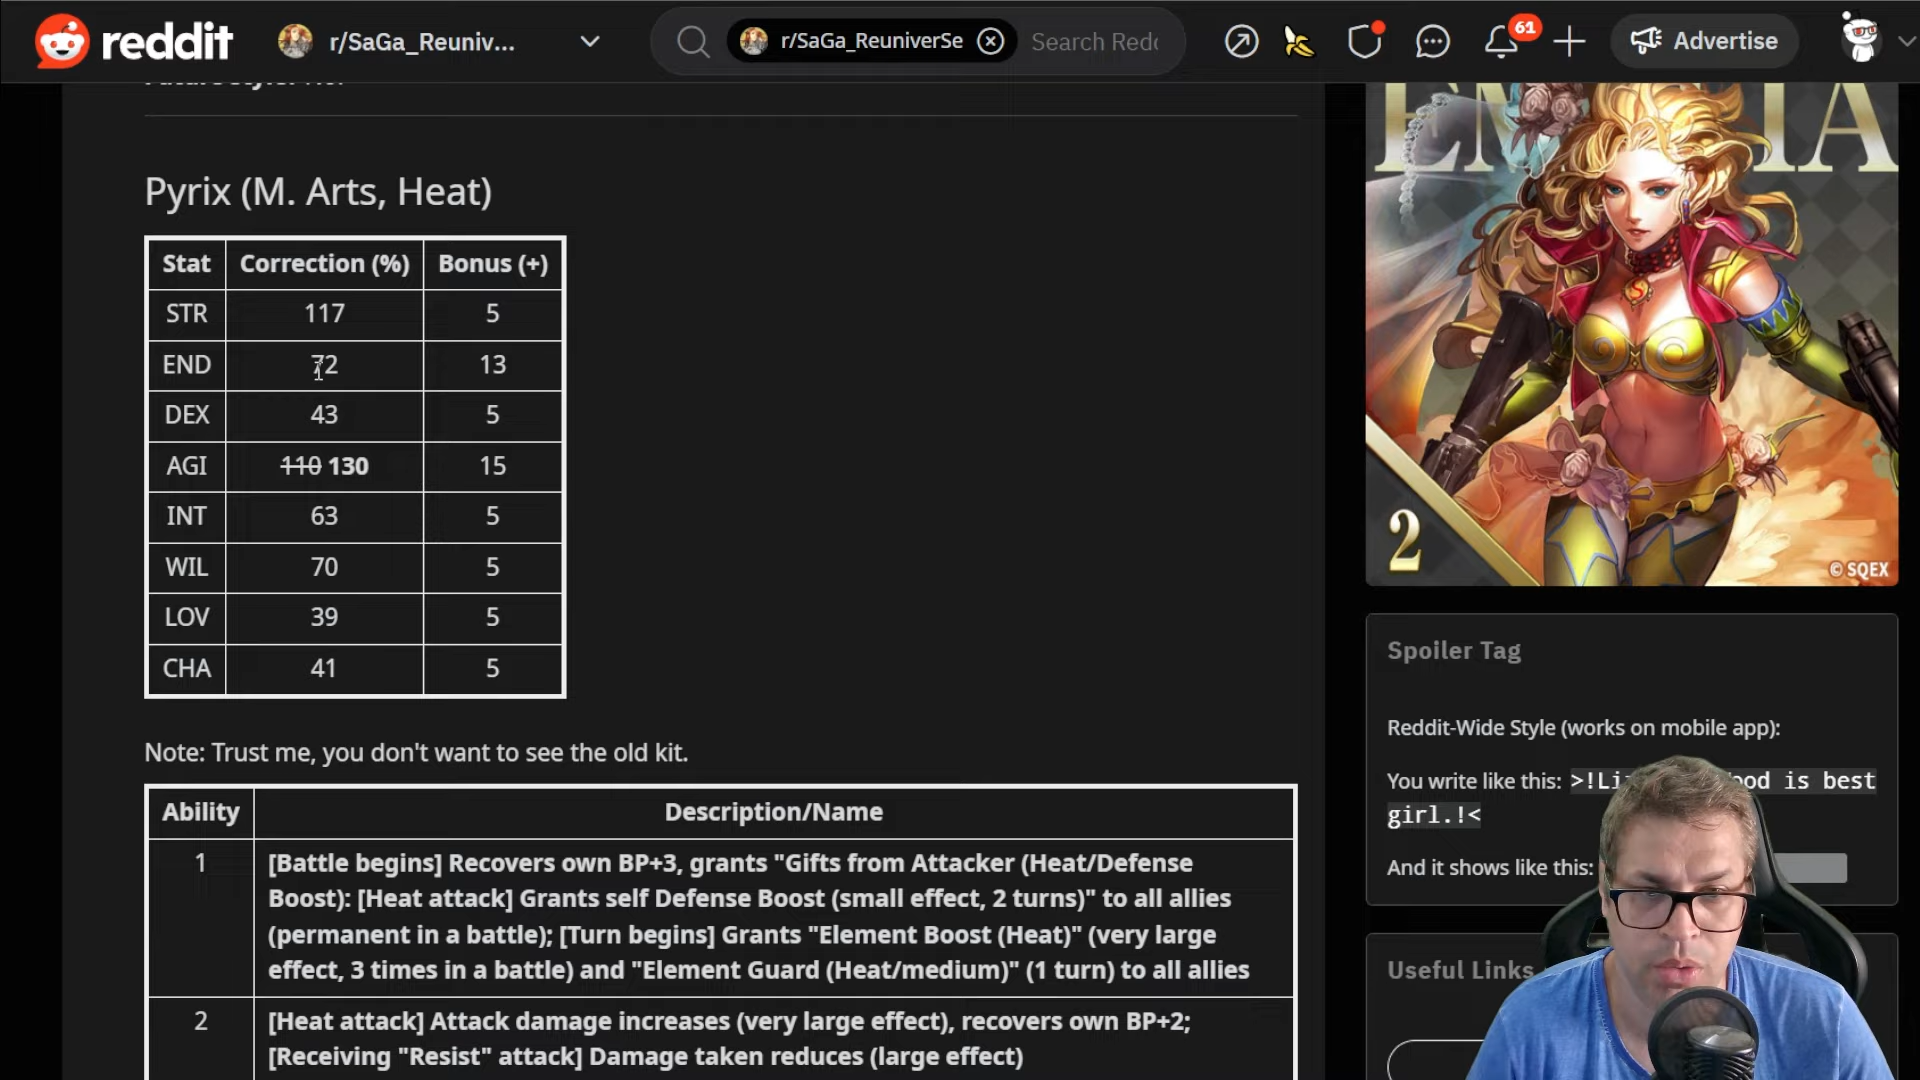 reddit
r/SaGa_Reuniv...
r/SaGa_ReuniverSe
Search Redd
61
Advertise
Pyrix (M. Arts, Heat)
Stat Correction (%) Bonus (+)
STR 117 5
END 72 13
DEX 43 5
AGI 110 130 15
INT 63 5
WIL 70 5
LOV 39 5
CHA 41 5
Note: Trust me, you don't want to see the old kit.
Ability Description/Name
1 [Battle begins] Recovers own BP+3, grants "Gifts from Attacker (Heat/Defense
Boost): [Heat attack] Grants self Defense Boost (small effect, 2 turns)" to all allies
(permanent in a battle); [Turn begins] Grants "Element Boost (Heat)" (very large
effect, 3 times in a battle) and "Element Guard (Heat/medium)" (1 turn) to all allies
2 [Heat attack] Attack damage increases (very large effect), recovers own BP+2;
[Receiving "Resist" attack] Damage taken reduces (large effect)
2
© SQEX
Spoiler Tag
Reddit-Wide Style (works on mobile app):
You write like this: >!Li ood is best
girl.!<
And it shows like this:
Useful Links